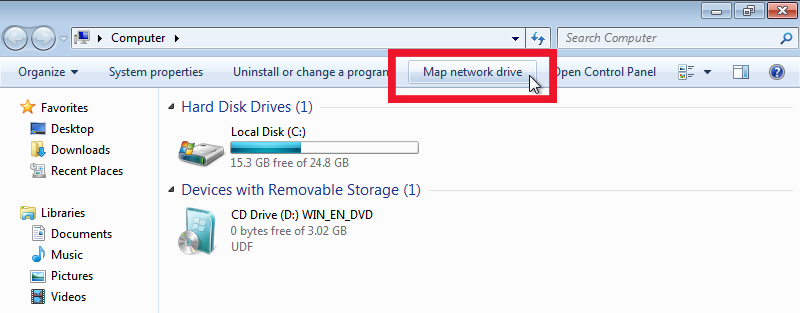 Computer
Search Computer
Organize
System properties
Uninstall or change a program
Map network drive
Open Control Panel
Favorites
Desktop
Downloads
Recent Places
Libraries
Documents
Music
Pictures
Videos
Hard Disk Drives (1)
Local Disk (C:)
15.3 GB free of 24.8 GB
Devices with Removable Storage (1)
CD Drive (D:) WIN_EN_DVD
0 bytes free of 3.02 GB
UDF